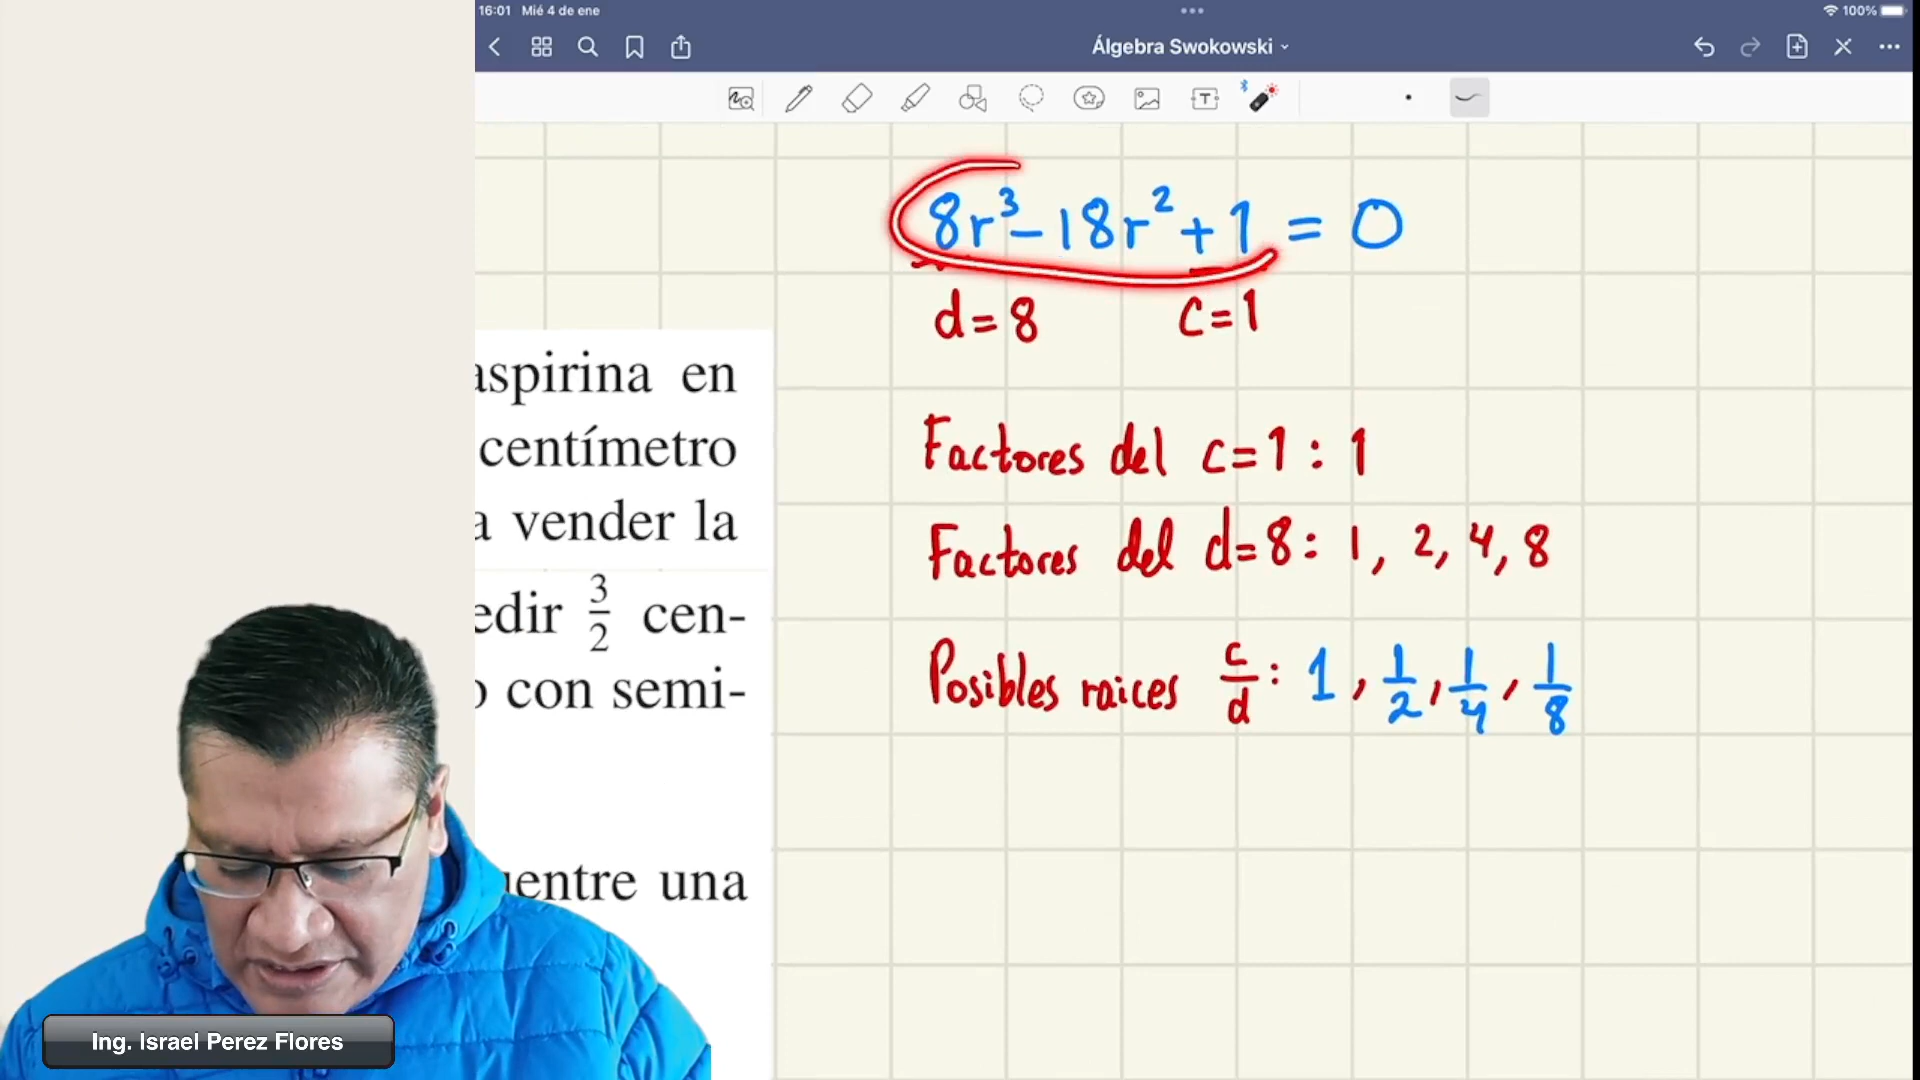 16:01 Mié 4 de ene
100%
Álgebra Swokowski
8r³ - 18r² + 1 = 0
d = 8 c = 1
aspirina en
centímetro
a vender la
edir 3/2 cen-
o con semi-
entre una
Factores del c=1 : 1
Factores del d=8 : 1, 2, 4, 8
Posibles raices c/d : 1, 1/2, 1/4, 1/8
Ing. Israel Perez Flores